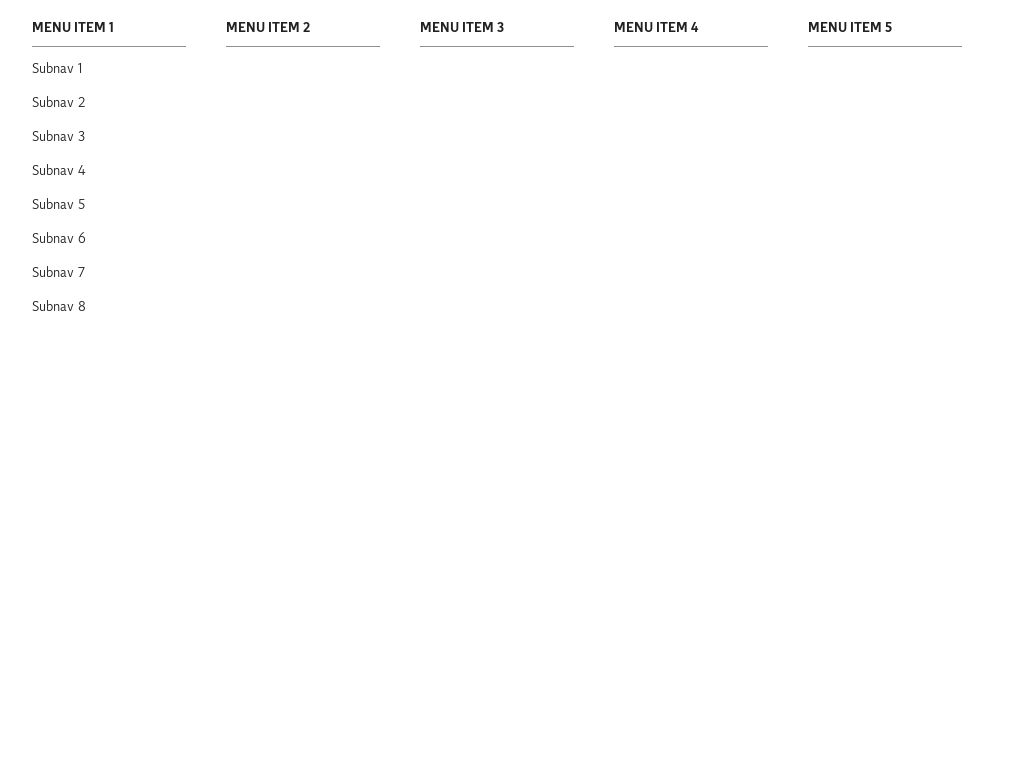 MENU ITEM 1 MENU ITEM 2 MENU ITEM 3 MENU ITEM 4 MENU ITEM 5
Subnav 1
Subnav 2
Subnav 3
Subnav 4
Subnav 5
Subnav 6
Subnav 7
Subnav 8